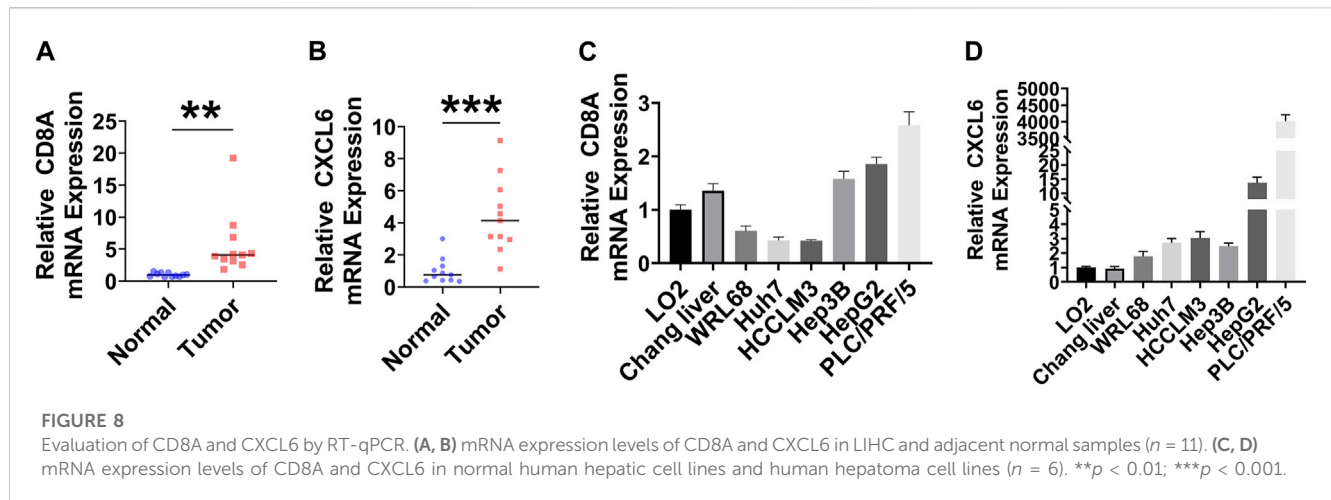 A
Relative CD8A
mRNA Expression
25
20
15
10
5
0
**
Normal
Tumor
B
Relative CXCL6
mRNA Expression
10
8
6
4
2
0
***
Normal
Tumor
C
Relative CD8A
mRNA Expression
3
2
1
0
LO2
Chang liver
WRL68
Huh7
HCCLM3
Hep3B
HepG2
PLC/PRF/5
D
Relative CXCL6
mRNA Expression
5000
4500
4000
3500
25
20
15
10
5
4
3
2
1
0
LO2
Chang liver
WRL68
Huh7
HCCLM3
Hep3B
HepG2
PLC/PRF/5
FIGURE 8
Evaluation of CD8A and CXCL6 by RT-qPCR. (A, B) mRNA expression levels of CD8A and CXCL6 in LIHC and adjacent normal samples (n = 11). (C, D)
mRNA expression levels of CD8A and CXCL6 in normal human hepatic cell lines and human hepatoma cell lines (n = 6). **p < 0.01; ***p < 0.001.